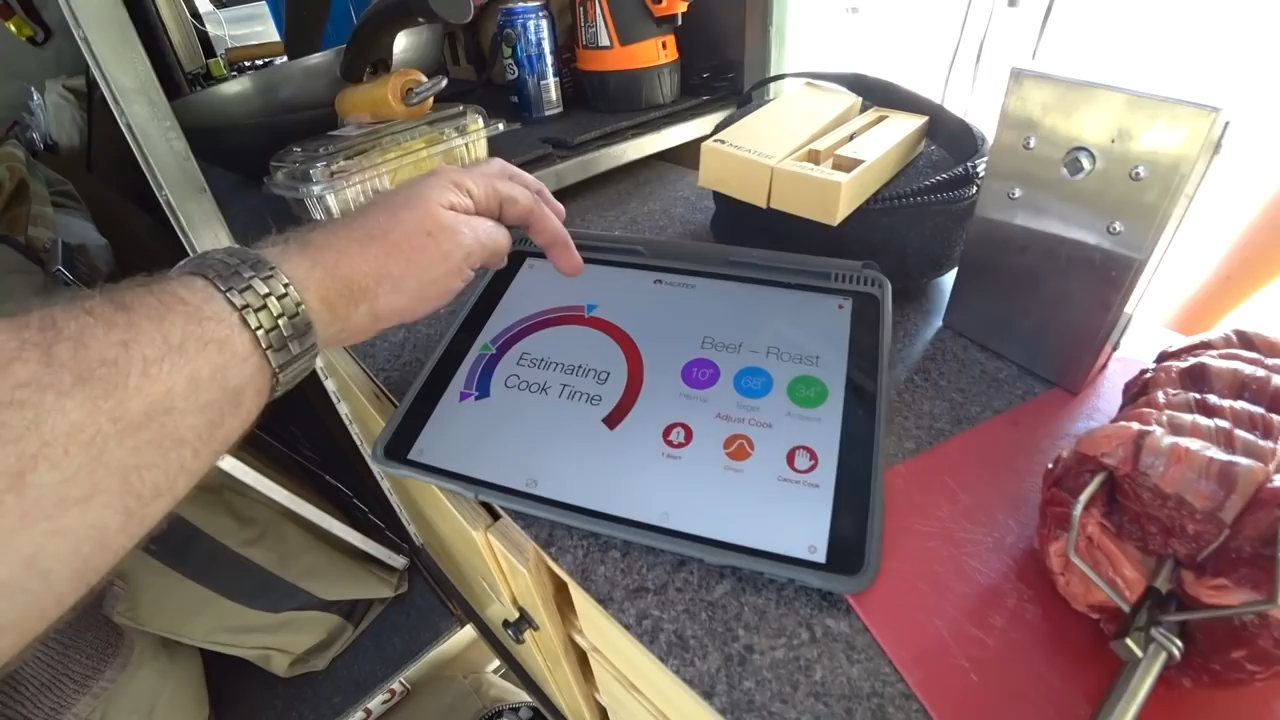 MEATER
MEATER
MEATER
Estimating
Cook Time
Beef – Roast
10°
68°
34°
Internal
Target
Ambient
Adjust Cook
1 Alert
Graph
Cancel Cook